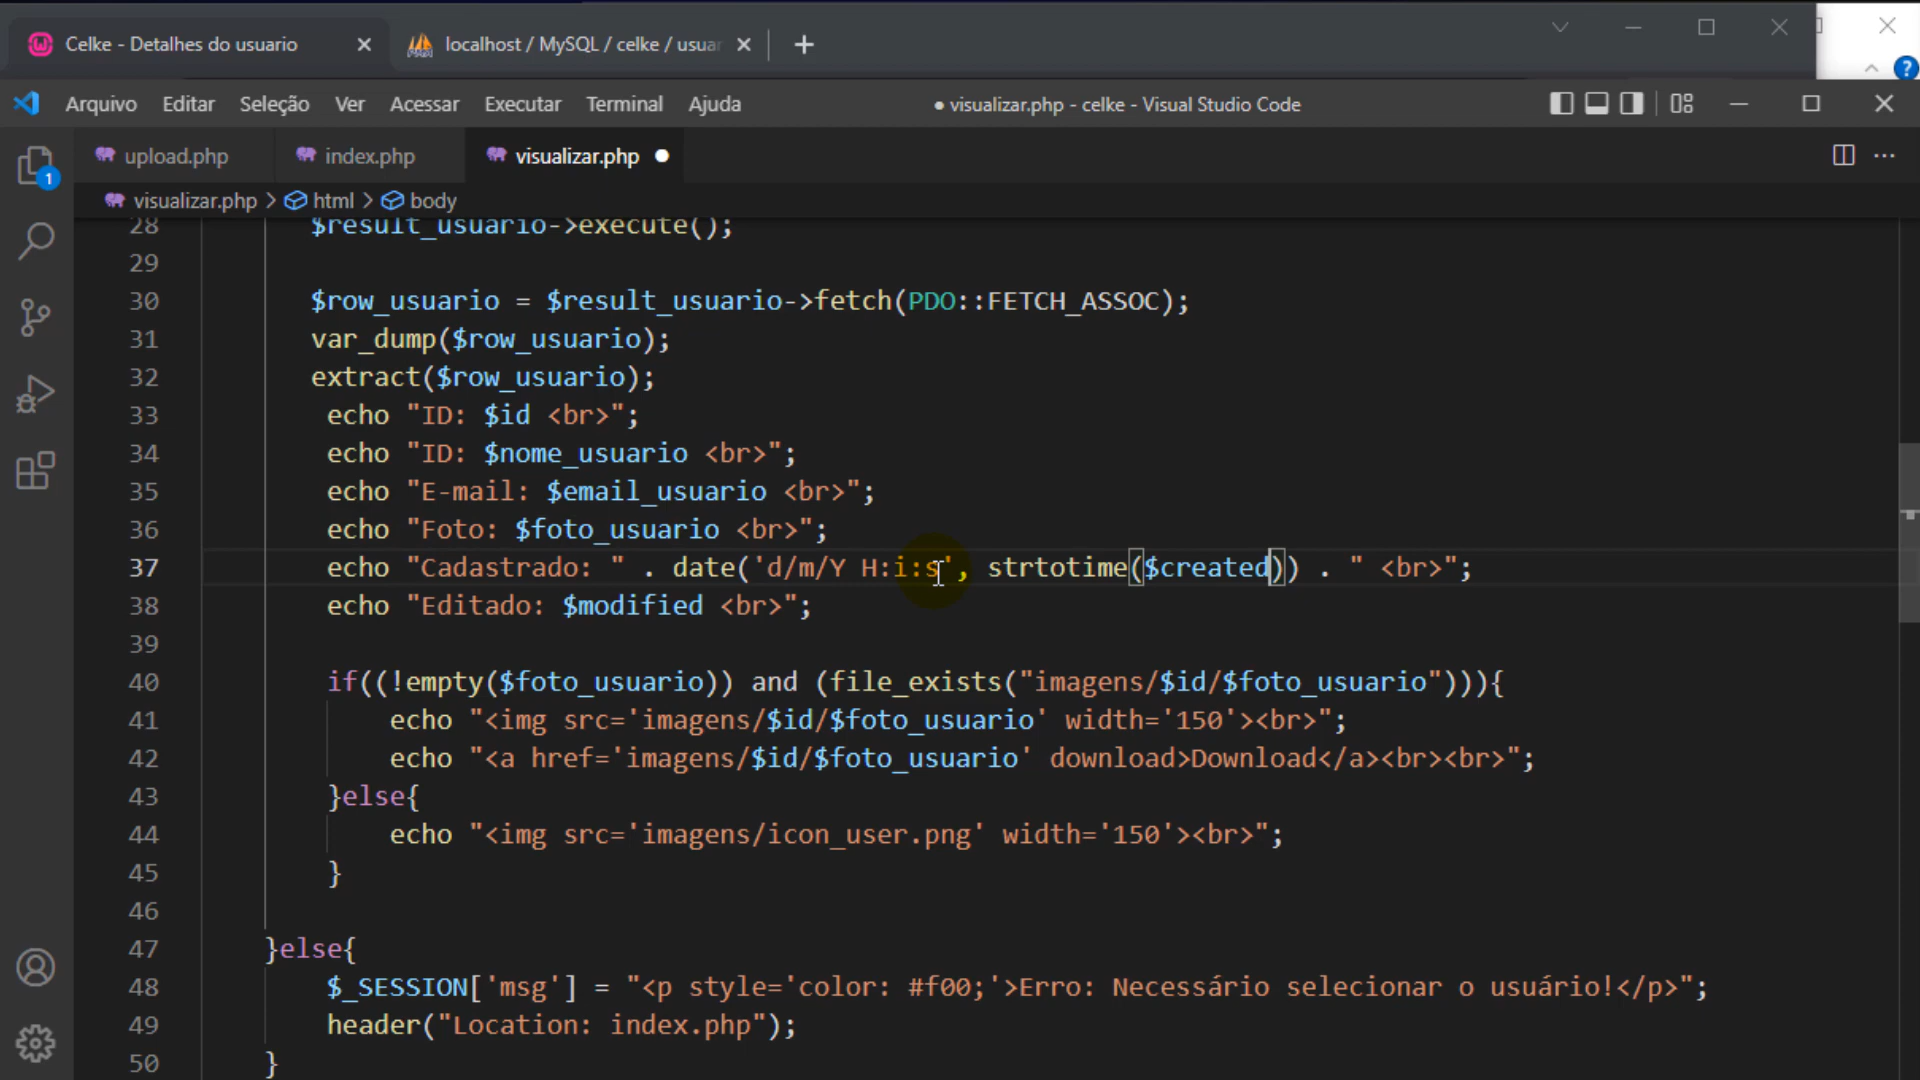 Celke - Detalhes do usuario
localhost / MySQL / celke / usuar
Arquivo Editar Seleção Ver Acessar Executar Terminal Ajuda
● visualizar.php - celke - Visual Studio Code
upload.php index.php visualizar.php
1
visualizar.php > html > body
28 $result_usuario->execute();
29
30 $row_usuario = $result_usuario->fetch(PDO::FETCH_ASSOC);
31 var_dump($row_usuario);
32 extract($row_usuario);
33 echo "ID: $id <br>";
34 echo "ID: $nome_usuario <br>";
35 echo "E-mail: $email_usuario <br>";
36 echo "Foto: $foto_usuario <br>";
37 echo "Cadastrado: " . date('d/m/Y H:i:s', strtotime($created)) . " <br>";
38 echo "Editado: $modified <br>";
39
40 if((!empty($foto_usuario)) and (file_exists("imagens/$id/$foto_usuario"))){
41 echo "<img src='imagens/$id/$foto_usuario' width='150'><br>";
42 echo "<a href='imagens/$id/$foto_usuario' download>Download</a><br><br>";
43 }else{
44 echo "<img src='imagens/icon_user.png' width='150'><br>";
45 }
46
47 }else{
48 $_SESSION['msg'] = "<p style='color: #f00;'>Erro: Necessário selecionar o usuário!</p>";
49 header("Location: index.php");
50 }